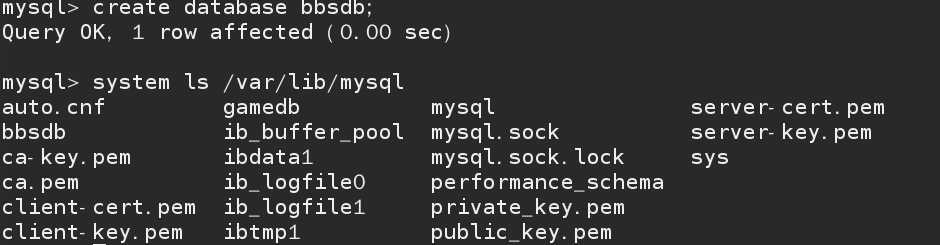 mysql> create database bbsdb;
Query OK, 1 row affected (0.00 sec)
mysql> system ls /var/lib/mysql
auto.cnf gamedb mysql server-cert.pem
bbsdb ib_buffer_pool mysql.sock server-key.pem
ca-key.pem ibdata1 mysql.sock.lock sys
ca.pem ib_logfile0 performance_schema
client-cert.pem ib_logfile1 private_key.pem
client-key.pem ibtmp1 public_key.pem